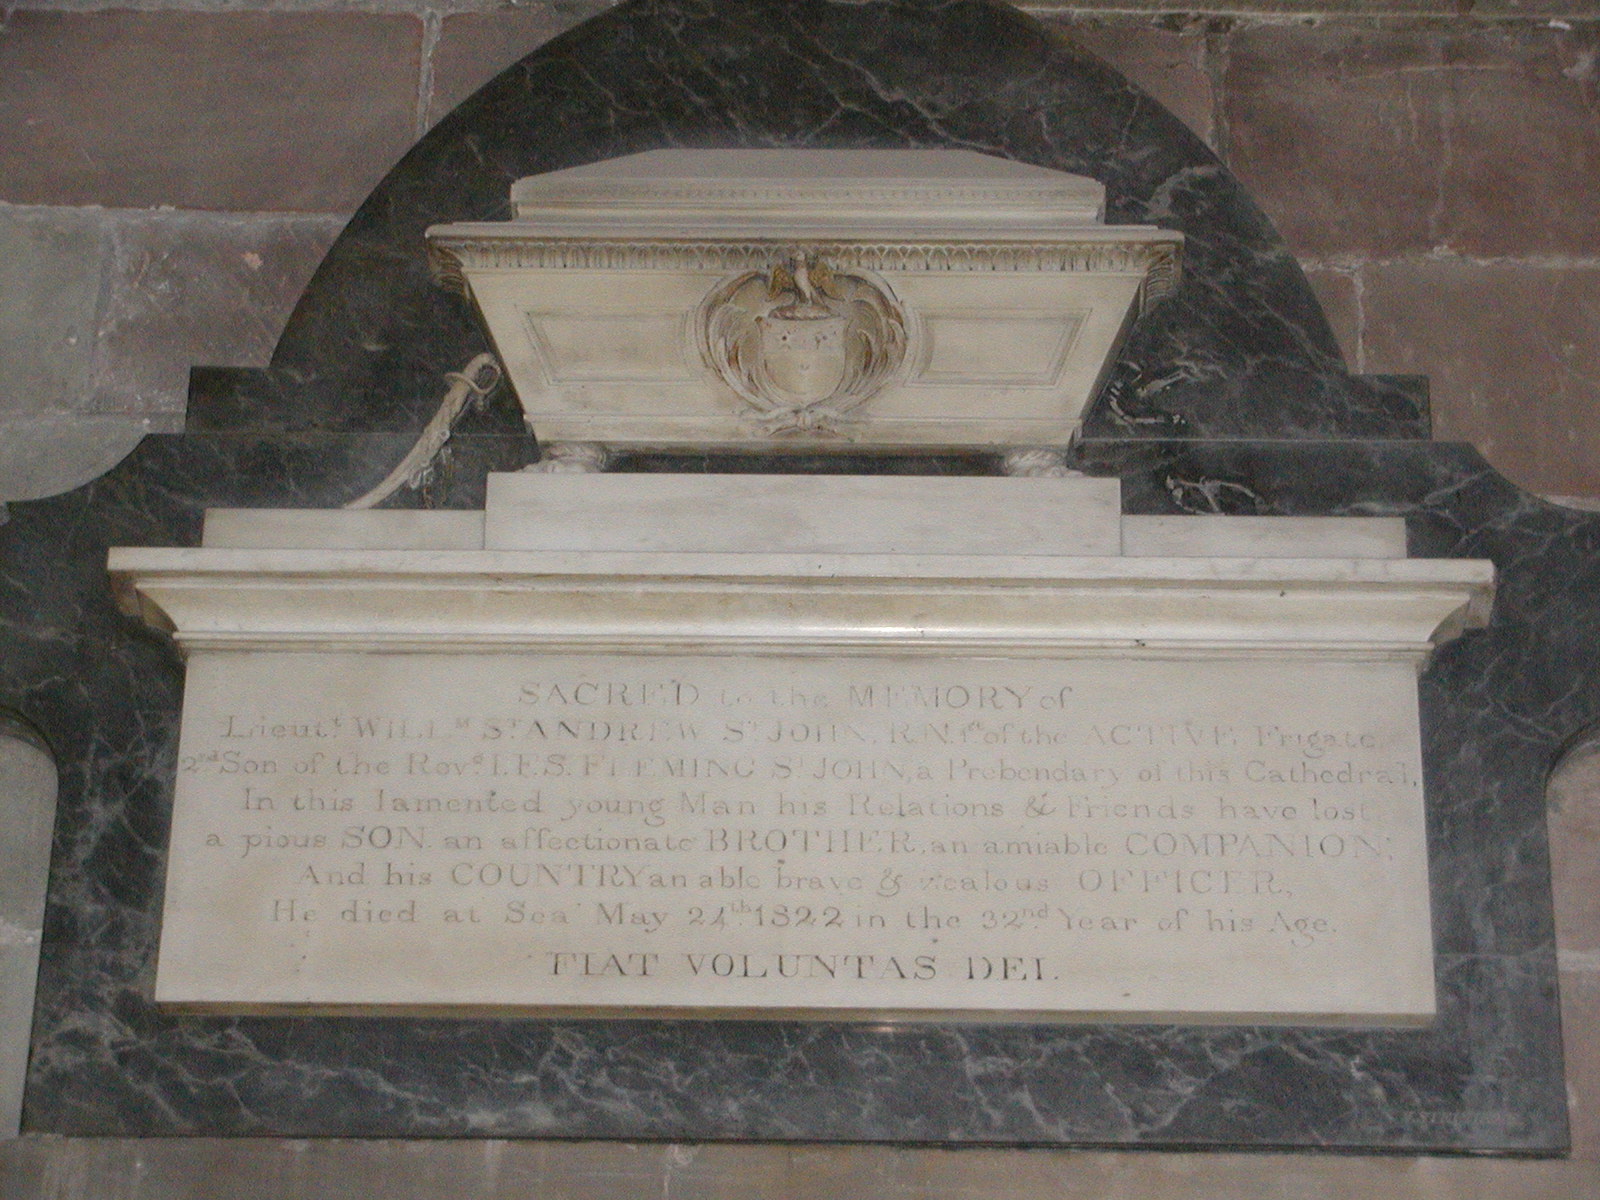 SACRED to the MEMORY of
Lieut.t WILL.M S.t ANDREW S.t JOHN, R.N. 1st of the ACTIVE Frigate,
2nd Son of the Revd. I.F.S. FLEMING S.t JOHN, a Prebendary of this Cathedral,
In this lamented young Man his Relations & Friends have lost
a pious SON an affectionate BROTHER, an amiable COMPANION;
And his COUNTRY an able brave & zealous OFFICER,
He died at Sea May 24th 1822 in the 32nd Year of his Age.
FIAT VOLUNTAS DEI.